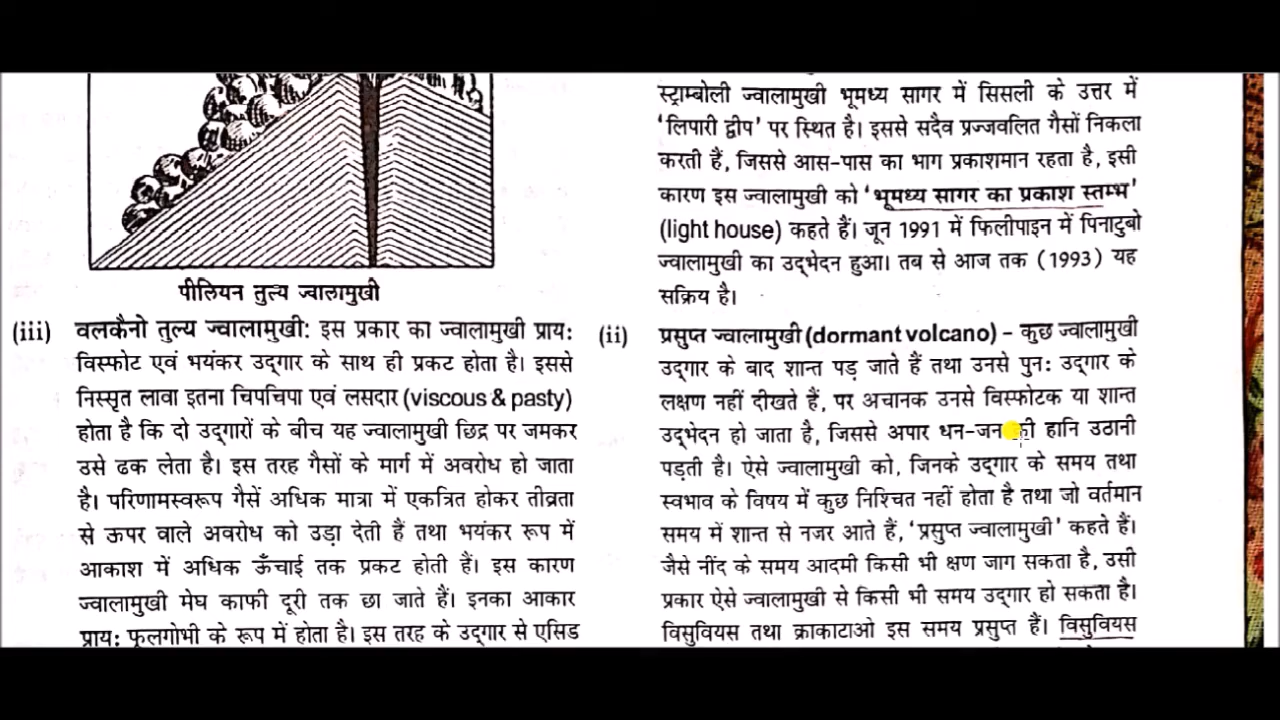 पीलियन तुल्य ज्वालामुखी
(iii) वलकैनो तुल्य ज्वालामुखी: इस प्रकार का ज्वालामुखी प्राय:
विस्फोट एवं भयंकर उद्‌गार के साथ ही प्रकट होता है। इससे
निस्सृत लावा इतना चिपचिपा एवं लसदार (viscous & pasty)
होता है कि दो उद्‌गारों के बीच यह ज्वालामुखी छिद्र पर जमकर
उसे ढक लेता है। इस तरह गैसों के मार्ग में अवरोध हो जाता
है। परिणामस्वरूप गैसें अधिक मात्रा में एकत्रित होकर तीव्रता
से ऊपर वाले अवरोध को उड़ा देती हैं तथा भयंकर रूप में
आकाश में अधिक ऊँचाई तक प्रकट होती हैं। इस कारण
ज्वालामुखी मेघ काफी दूरी तक छा जाते हैं। इनका आकार
प्राय: फूलगोभी के रूप में होता है। इस तरह के उद्‌गार से एसिड
स्ट्राम्बोली ज्वालामुखी भूमध्य सागर में सिसली के उत्तर में
'लिपारी द्वीप' पर स्थित है। इससे सदैव प्रज्जवलित गैसों निकला
करती हैं, जिससे आस-पास का भाग प्रकाशमान रहता है, इसी
कारण इस ज्वालामुखी को 'भूमध्य सागर का प्रकाश स्तम्भ'
(light house) कहते हैं। जून 1991 में फिलीपाइन में पिनाटुबो
ज्वालामुखी का उद्‌भेदन हुआ। तब से आज तक (1993) यह
सक्रिय है।
(ii) प्रसुप्त ज्वालामुखी (dormant volcano) – कुछ ज्वालामुखी
उद्‌गार के बाद शान्त पड़ जाते हैं तथा उनसे पुन: उद्‌गार के
लक्षण नहीं दीखते हैं, पर अचानक उनसे विस्फोटक या शान्त
उद्‌भेदन हो जाता है, जिससे अपार धन-जन की हानि उठानी
पड़ती है। ऐसे ज्वालामुखी को, जिनके उद्‌गार के समय तथा
स्वभाव के विषय में कुछ निश्चित नहीं होता है तथा जो वर्तमान
समय में शान्त से नजर आते हैं, 'प्रसुप्त ज्वालामुखी' कहते हैं।
जैसे नींद के समय आदमी किसी भी क्षण जाग सकता है, उसी
प्रकार ऐसे ज्वालामुखी से किसी भी समय उद्‌गार हो सकता है।
विसुवियस तथा क्राकाटाओ इस समय प्रसुप्त हैं। विसुवियस